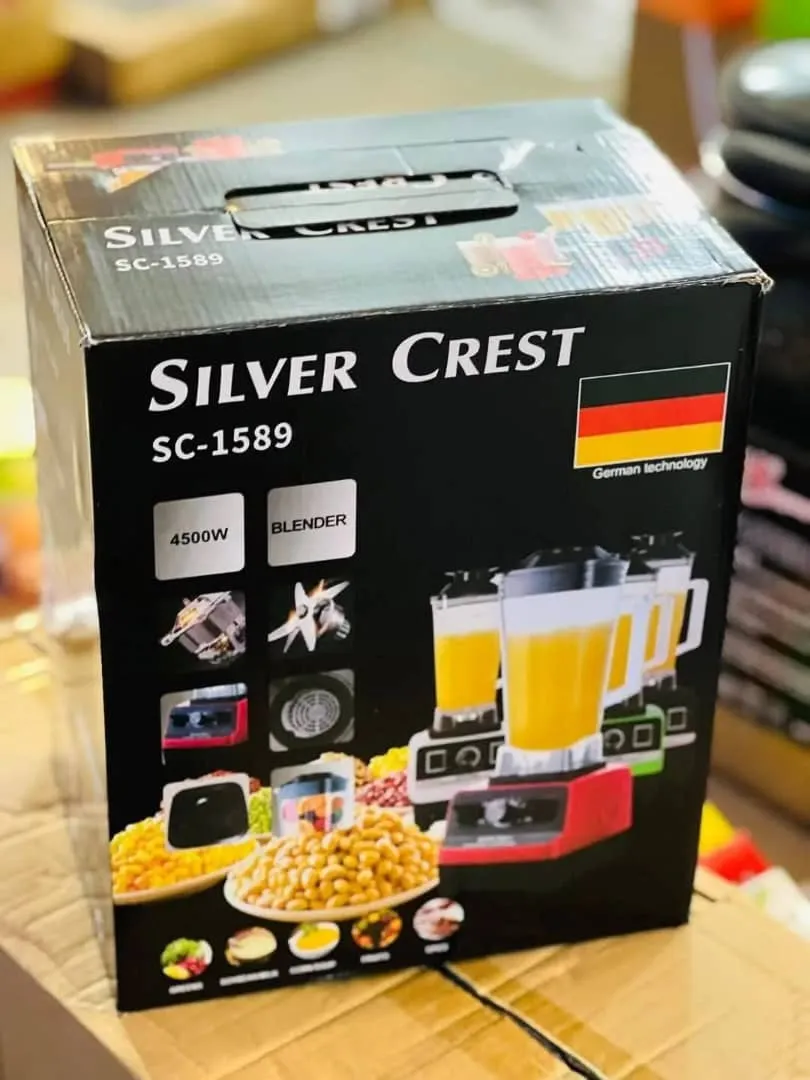 SILVER CREST
SC-1589
SILVER CREST
SC-1589
German technology
4500W
BLENDER